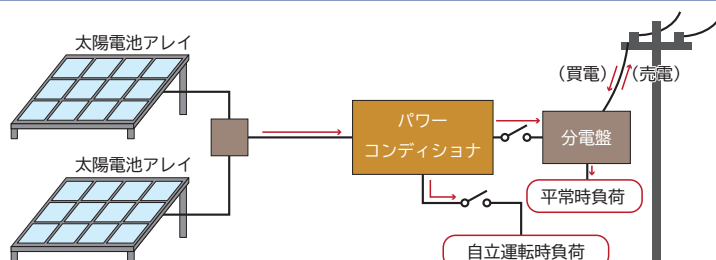 太陽電池アレイ
（買電）
（売電）
パワー
コンディショナ
分電盤
太陽電池アレイ
平常時負荷
自立運転時負荷